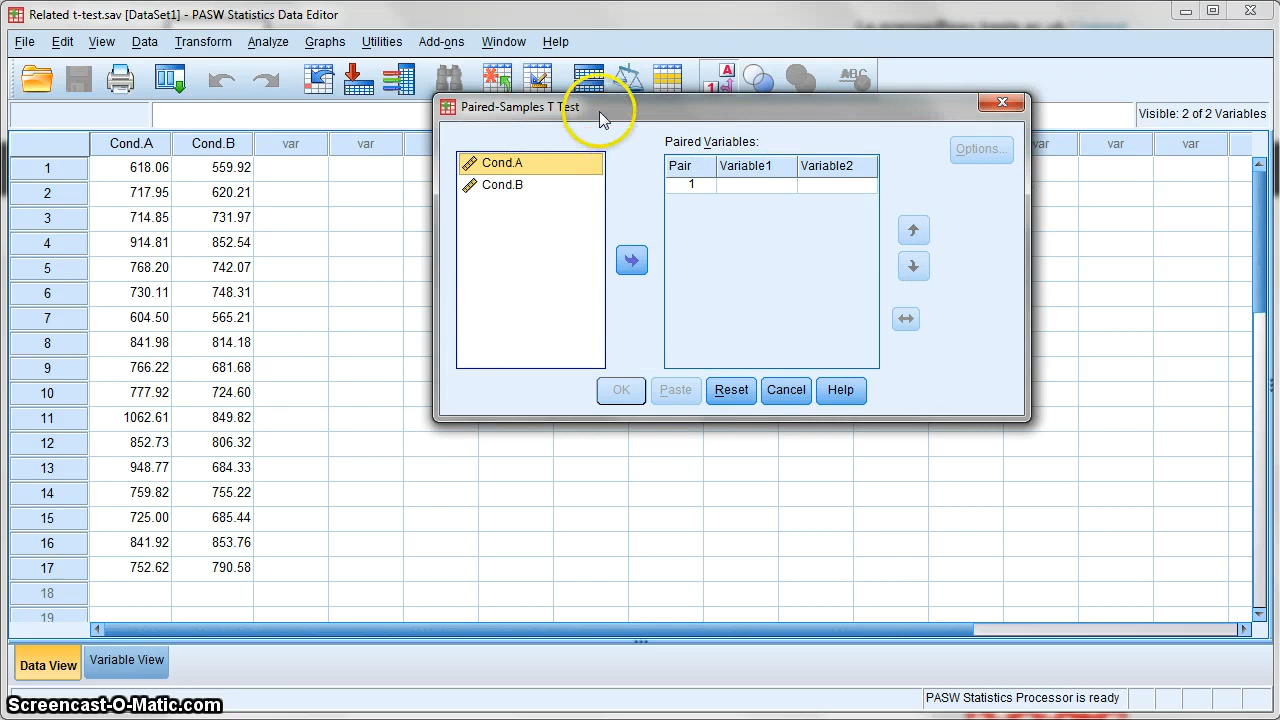 Related t-test.sav [DataSet1] - PASW Statistics Data Editor
File Edit View Data Transform Analyze Graphs Utilities Add-ons Window Help
A
1
ABC
Visible: 2 of 2 Variables
Paired-Samples T Test
Cond.A
Cond.B
Paired Variables:
Pair Variable1 Variable2
1
Options...
OK Paste Reset Cancel Help
Cond.A Cond.B var var var var var
1 618.06 559.92
2 717.95 620.21
3 714.85 731.97
4 914.81 852.54
5 768.20 742.07
6 730.11 748.31
7 604.50 565.21
8 841.98 814.18
9 766.22 681.68
10 777.92 724.60
11 1062.61 849.82
12 852.73 806.32
13 948.77 684.33
14 759.82 755.22
15 725.00 685.44
16 841.92 853.76
17 752.62 790.58
18
19
Data View Variable View
PASW Statistics Processor is ready
Screencast-O-Matic.com